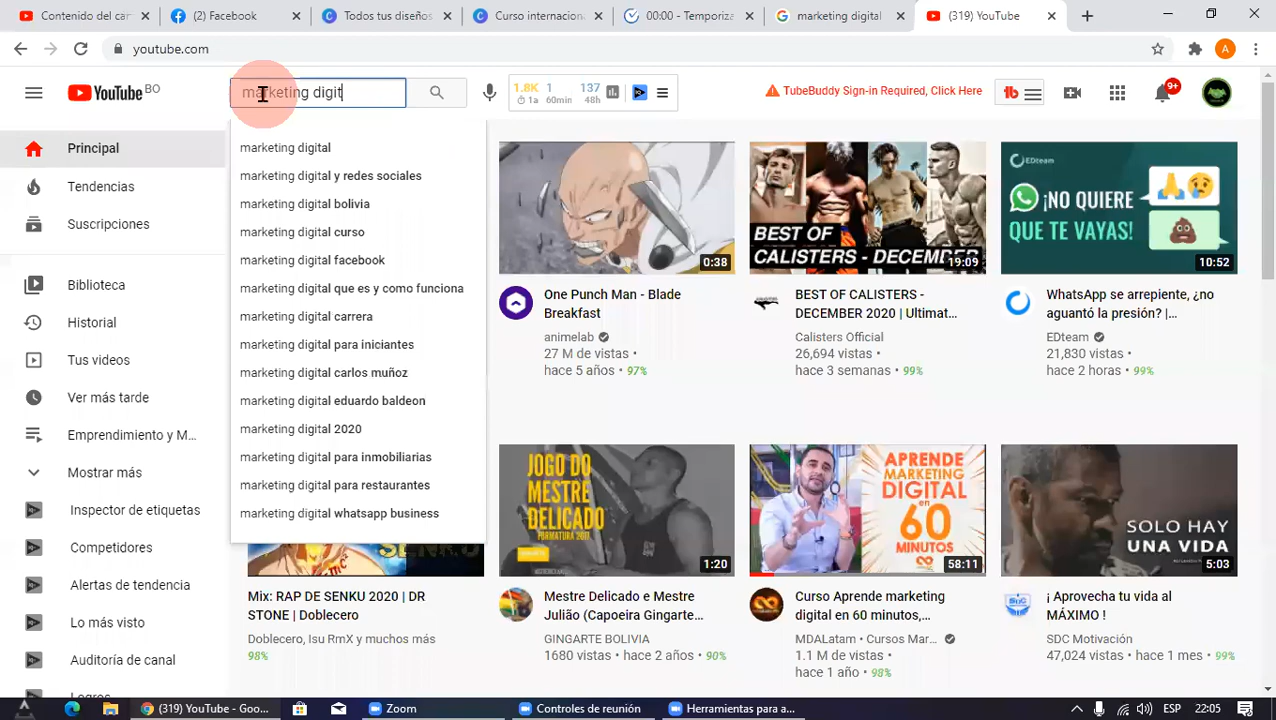 Contenido del car
(2) Facebook
Todos tus diseños
Curso internacion
00:00 - Temporiza
marketing digital
(319) YouTube
youtube.com
A
YouTube BO
marketing digit
1.8K 1 137
1a 60min 48h
TubeBuddy Sign-in Required, Click Here
tb
9+
Principal
Tendencias
Suscripciones
Biblioteca
Historial
Tus videos
Ver más tarde
Emprendimiento y M...
Mostrar más
Inspector de etiquetas
Competidores
Alertas de tendencia
Lo más visto
Auditoría de canal
Logros
marketing digital
marketing digital y redes sociales
marketing digital bolivia
marketing digital curso
marketing digital facebook
marketing digital que es y como funciona
marketing digital carrera
marketing digital para iniciantes
marketing digital carlos muñoz
marketing digital eduardo baldeon
marketing digital 2020
marketing digital para inmobiliarias
marketing digital para restaurantes
marketing digital whatsapp business
0:38
One Punch Man - Blade
Breakfast
animelab
27 M de vistas •
hace 5 años • 97%
BEST OF
CALISTERS - DECEMBER
19:09
BEST OF CALISTERS -
DECEMBER 2020 | Ultimat...
Calisters Official
26,694 vistas •
hace 3 semanas • 99%
EDteam
¡NO QUIERE
QUE TE VAYAS!
10:52
WhatsApp se arrepiente, ¿no
aguantó la presión? |...
EDteam
21,830 vistas •
hace 2 horas • 99%
SENKU
Mix: RAP DE SENKU 2020 | DR
STONE | Doblecero
Doblecero, Isu RmX y muchos más
98%
JOGO DO
MESTRE
DELICADO
FORMATURA 2011
1:20
Mestre Delicado e Mestre
Julião (Capoeira Gingarte...
GINGARTE BOLIVIA
1680 vistas • hace 2 años • 90%
APRENDE
MARKETING
DIGITAL
en
60
MINUTOS
58:11
Curso Aprende marketing
digital en 60 minutos,...
MDALatam • Cursos Mar...
1.1 M de vistas •
hace 1 año • 98%
SOLO HAY
UNA VIDA
5:03
¡ Aprovecha tu vida al
MÁXIMO !
SDC Motivación
47,024 vistas • hace 1 mes • 99%
(319) YouTube - Goo...
Zoom
Controles de reunión
Herramientas para a...
ESP
22:05